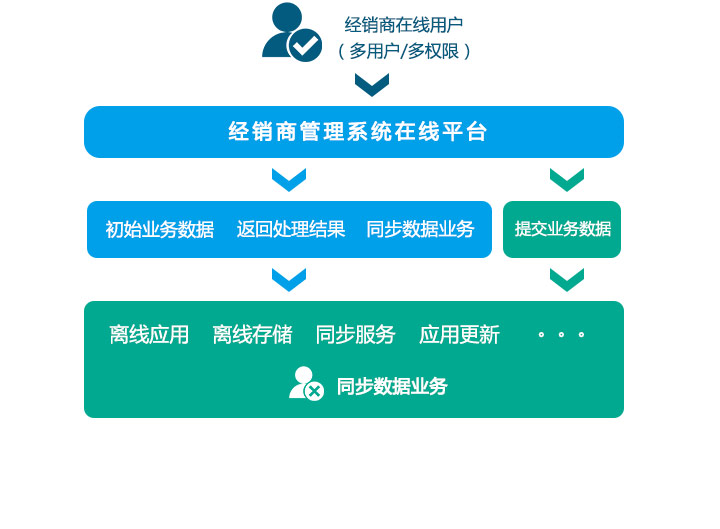 经销商在线用户
（多用户/多权限）
经销商管理系统在线平台
初始业务数据 返回处理结果 同步数据业务 提交业务数据
离线应用 离线存储 同步服务 应用更新 。。。
同步数据业务